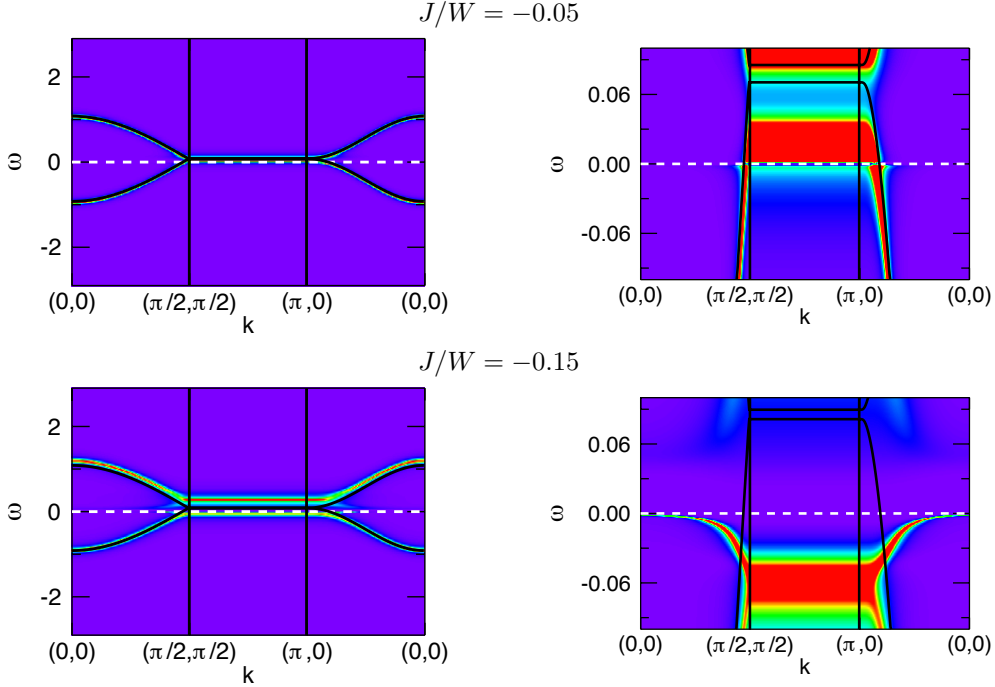 J/W = −0.05
2
0
-2
ω
(0,0) (π/2,π/2) (π,0) (0,0)
k
0.06
0.00
-0.06
ω
(0,0) (π/2,π/2) (π,0) (0,0)
k
J/W = −0.15
2
0
-2
ω
(0,0) (π/2,π/2) (π,0) (0,0)
k
0.06
0.00
-0.06
ω
(0,0) (π/2,π/2) (π,0) (0,0)
k